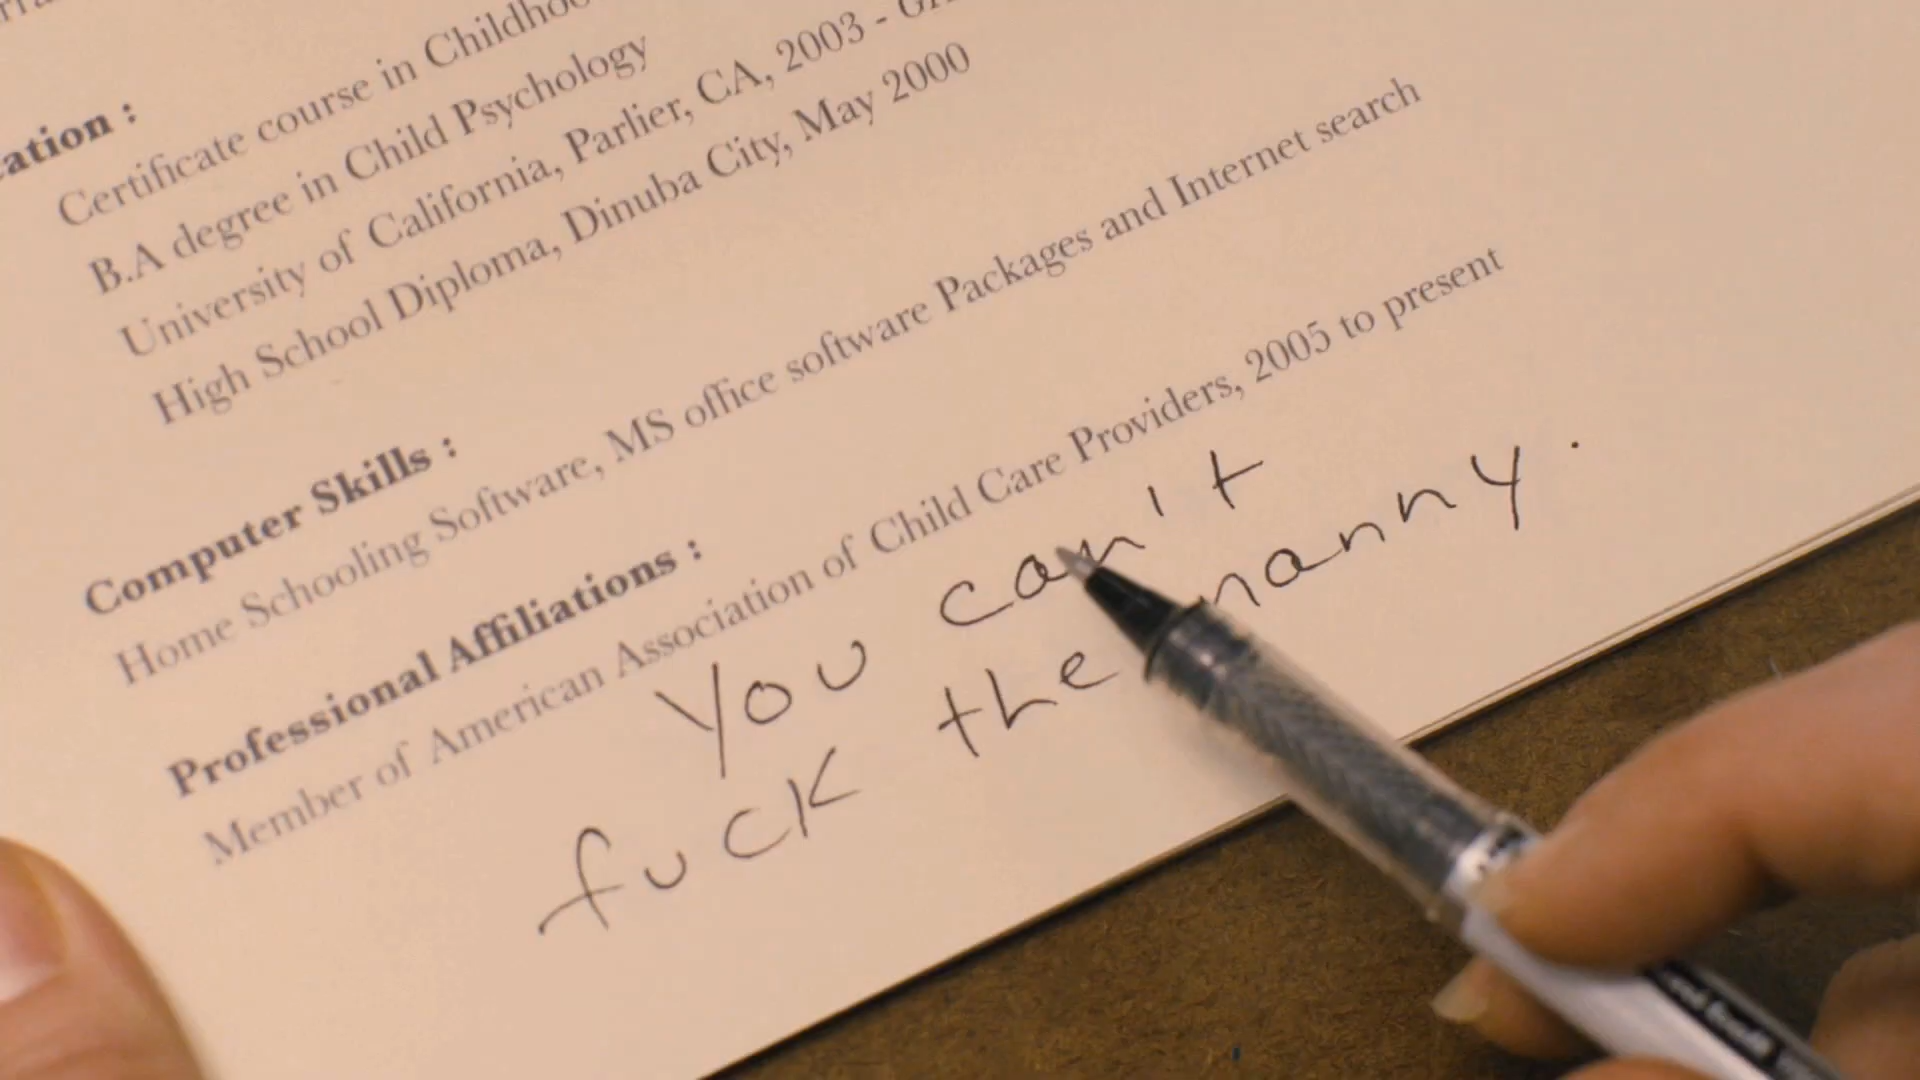 Certificate course in
B.A degree in Child Psychology
University of California, Parlier, CA, 2003 -
High School Diploma, Dinuba City, May 2000
Computer Skills :
Home Schooling Software, MS office software Packages and Internet search
Professional Affiliations :
Member of American Association of Child Care Providers, 2005 to present
You can't
fuck the nanny.